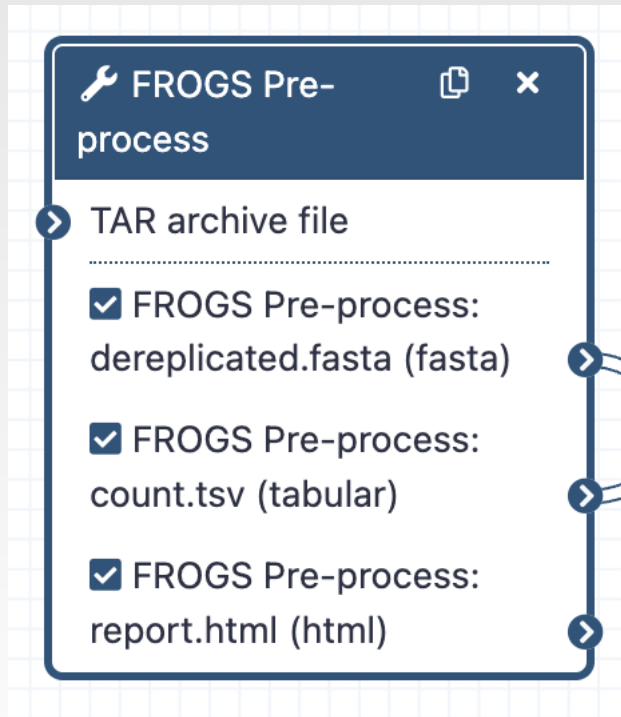 FROGS Pre-
process
TAR archive file
FROGS Pre-process:
dereplicated.fasta (fasta)
FROGS Pre-process:
count.tsv (tabular)
FROGS Pre-process:
report.html (html)